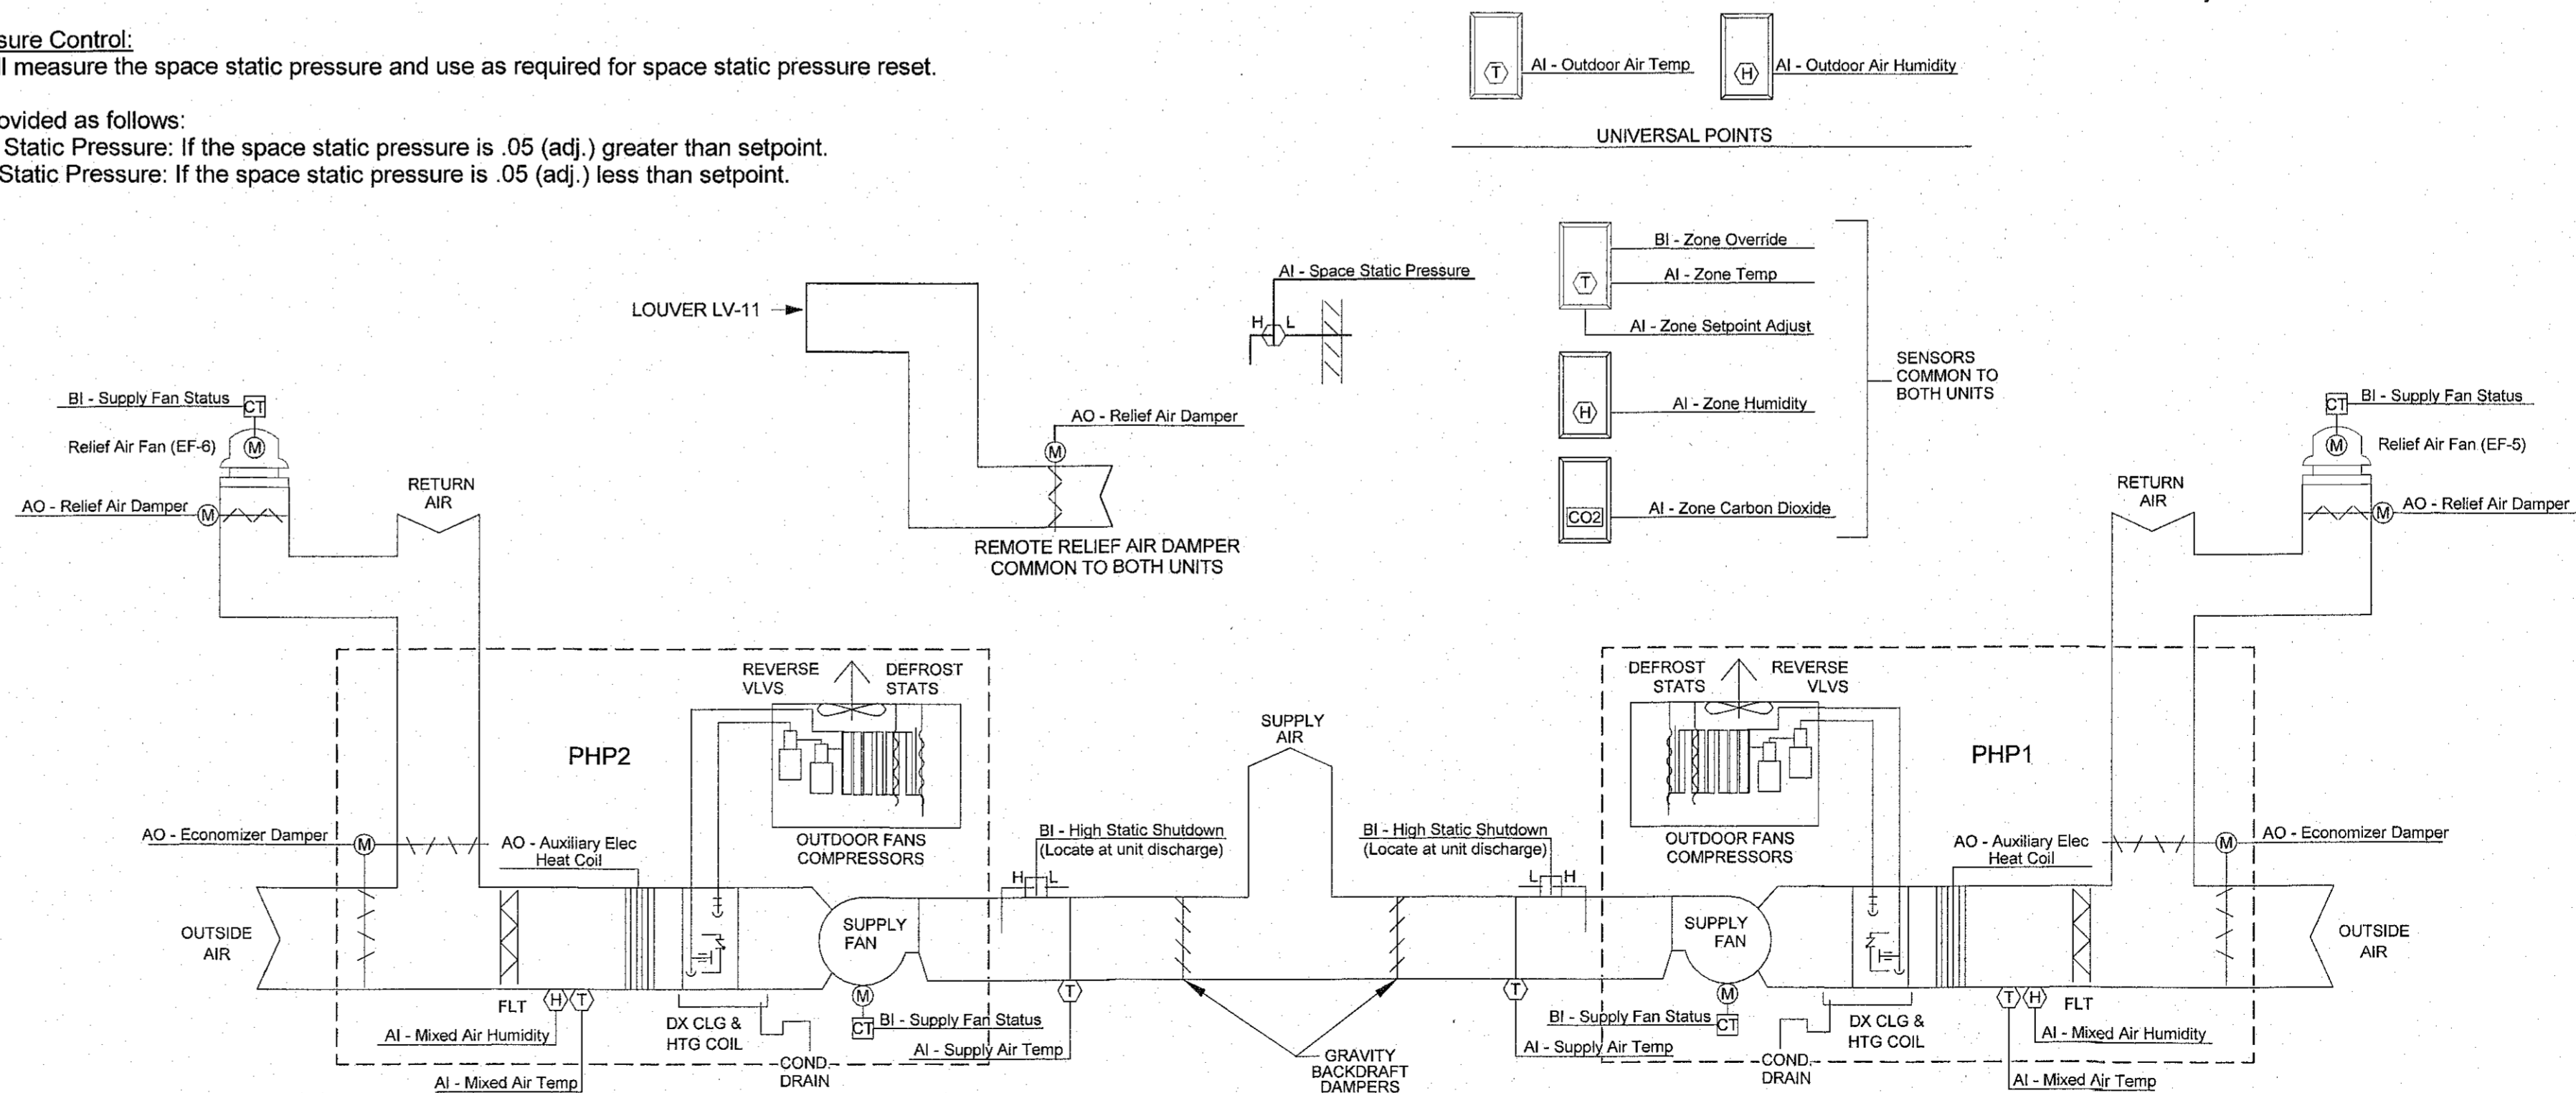 sure Control:
l measure the space static pressure and use as required for space static pressure reset.
ovided as follows:
Static Pressure: If the space static pressure is .05 (adj.) greater than setpoint.
Static Pressure: If the space static pressure is .05 (adj.) less than setpoint.
T
AI - Outdoor Air Temp
H
AI - Outdoor Air Humidity
UNIVERSAL POINTS
BI - Zone Override
T
AI - Zone Temp
AI - Zone Setpoint Adjust
H
AI - Zone Humidity
CO2
AI - Zone Carbon Dioxide
SENSORS
COMMON TO
BOTH UNITS
LOUVER LV-11
AI - Space Static Pressure
H L
AO - Relief Air Damper
M
REMOTE RELIEF AIR DAMPER
COMMON TO BOTH UNITS
BI - Supply Fan Status
CT
Relief Air Fan (EF-6)
M
AO - Relief Air Damper
M
RETURN
AIR
CT
BI - Supply Fan Status
M
Relief Air Fan (EF-5)
RETURN
AIR
M
AO - Relief Air Damper
REVERSE
VLVS
DEFROST
STATS
PHP2
OUTDOOR FANS
COMPRESSORS
AO - Economizer Damper
M
AO - Auxiliary Elec
Heat Coil
OUTSIDE
AIR
FLT
H T
AI - Mixed Air Humidity
AI - Mixed Air Temp
DX CLG &
HTG COIL
COND.
DRAIN
SUPPLY
FAN
M
CT
BI - Supply Fan Status
BI - High Static Shutdown
(Locate at unit discharge)
H L
T
AI - Supply Air Temp
SUPPLY
AIR
GRAVITY
BACKDRAFT
DAMPERS
BI - High Static Shutdown
(Locate at unit discharge)
L H
T
AI - Supply Air Temp
DEFROST
STATS
REVERSE
VLVS
PHP1
OUTDOOR FANS
COMPRESSORS
AO - Auxiliary Elec
Heat Coil
M
AO - Economizer Damper
SUPPLY
FAN
M
BI - Supply Fan Status
CT
COND.
DRAIN
DX CLG &
HTG COIL
T H
FLT
AI - Mixed Air Humidity
AI - Mixed Air Temp
OUTSIDE
AIR